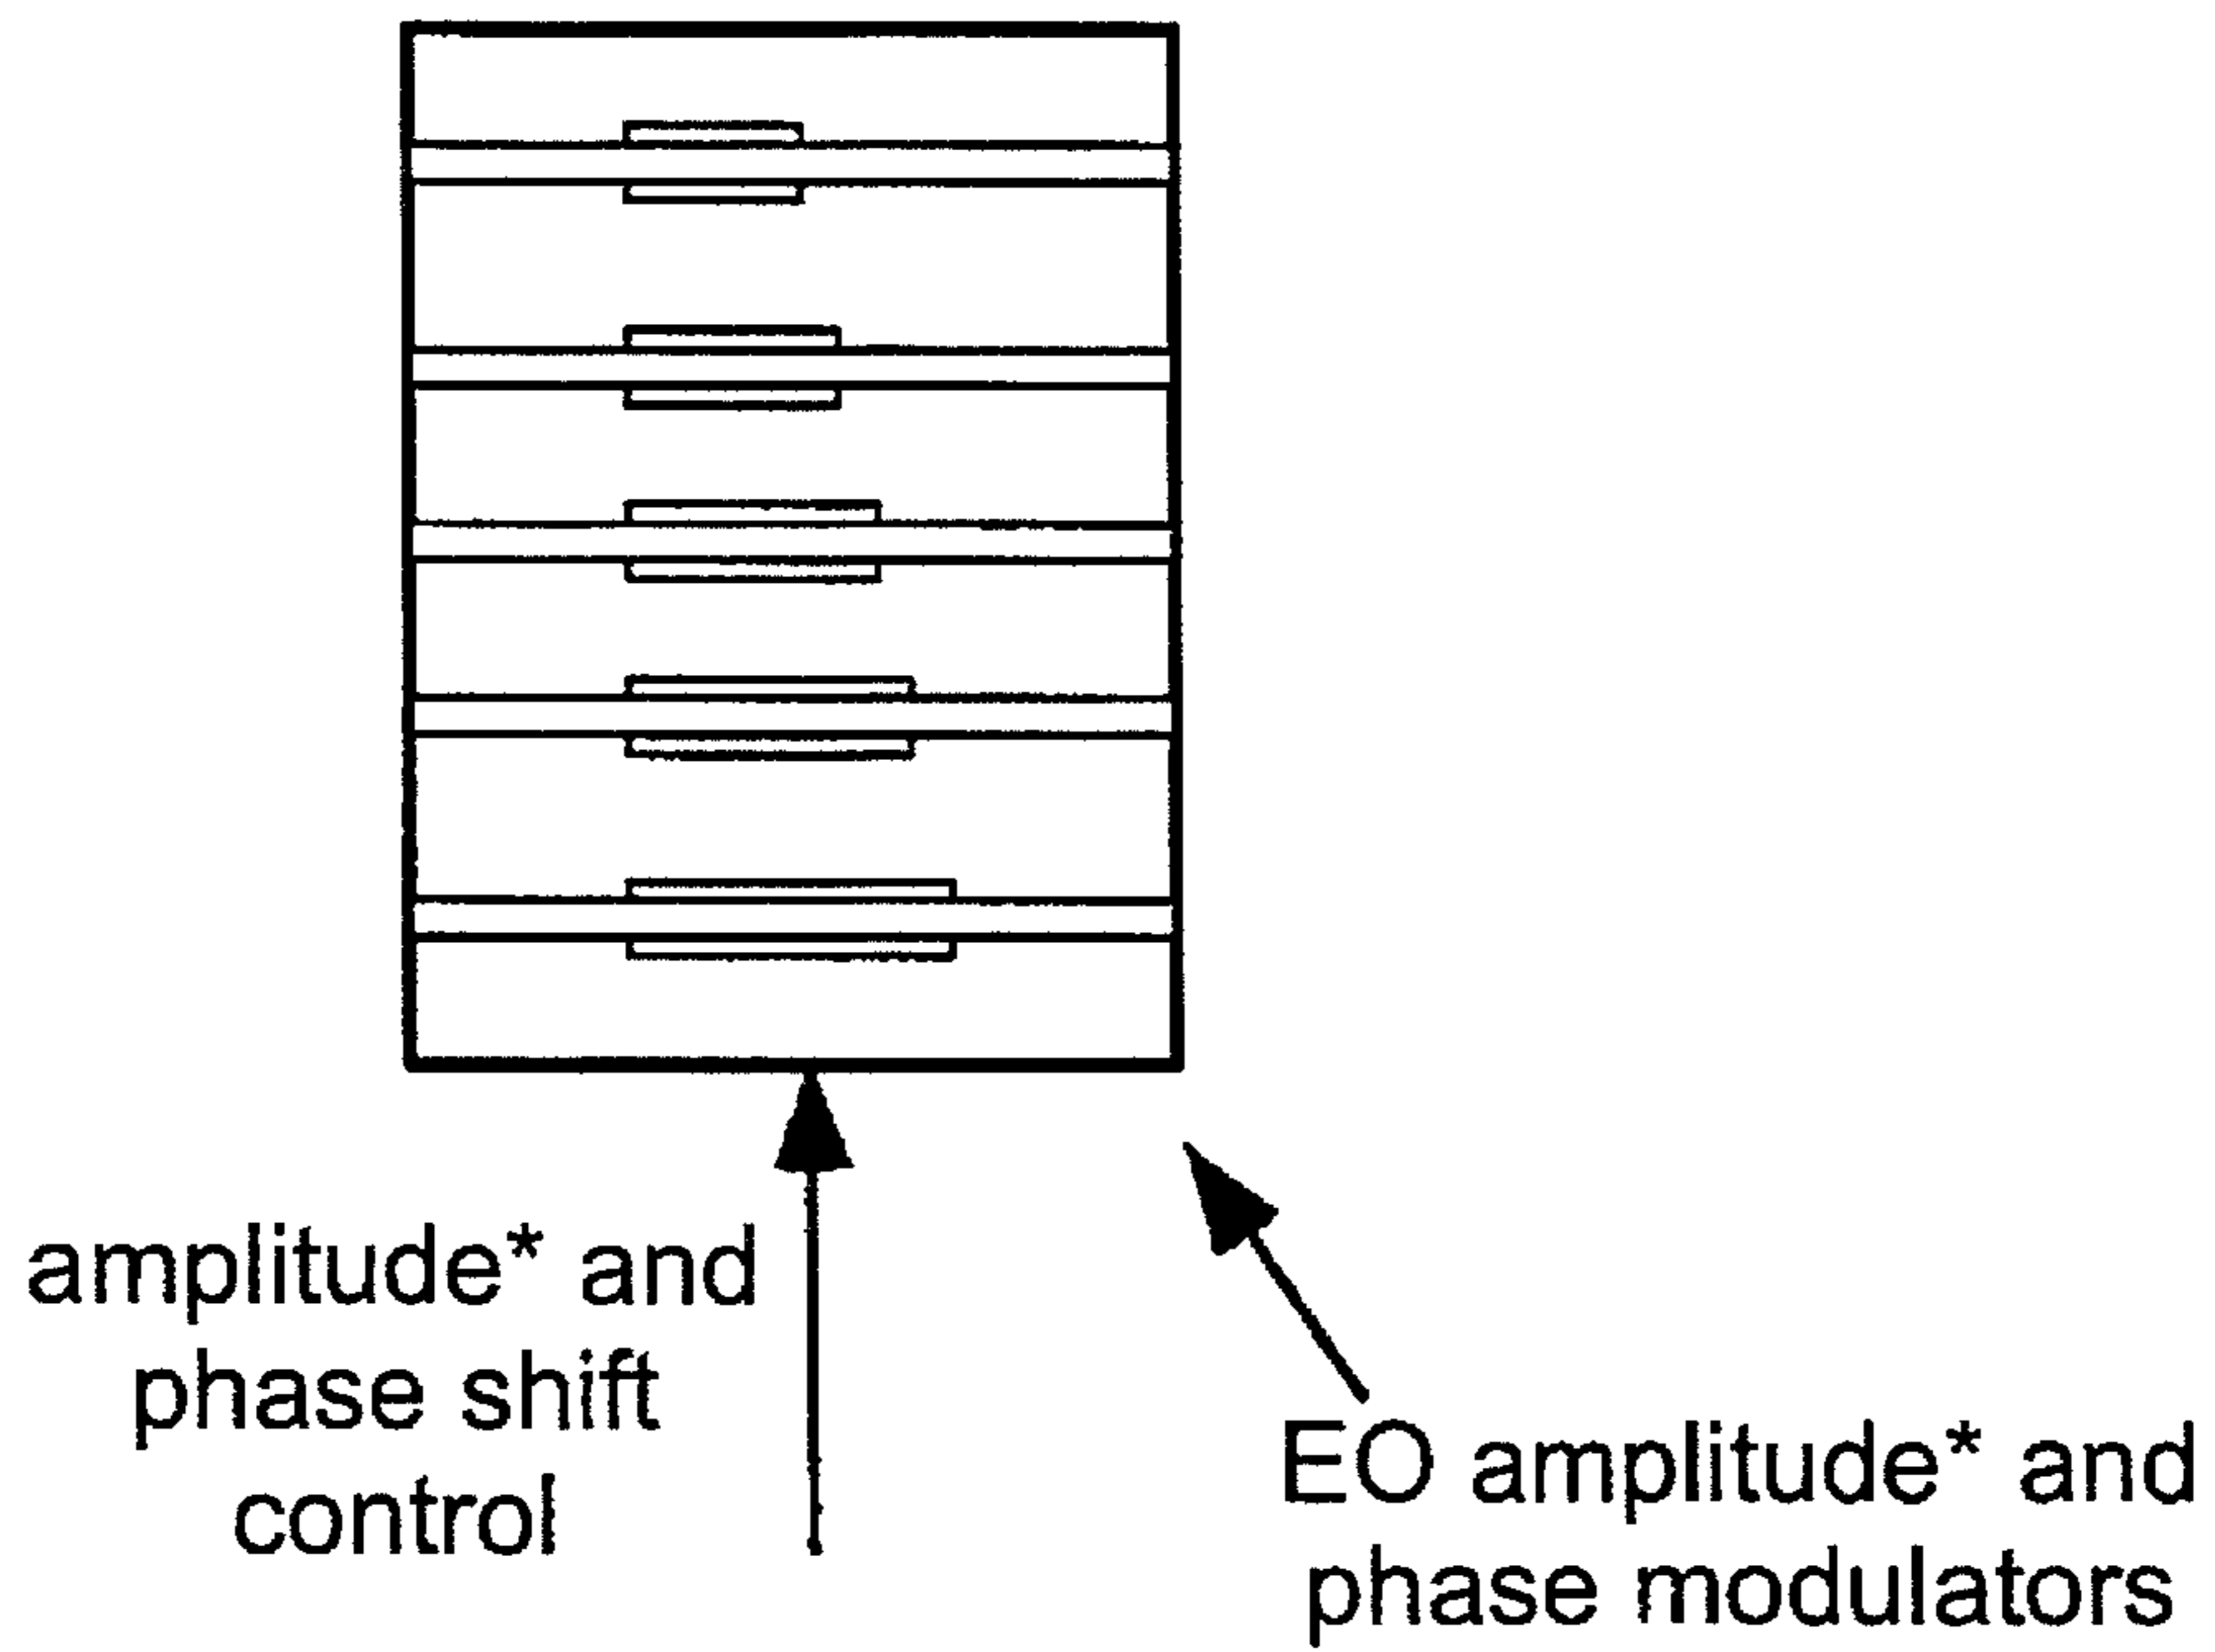 amplitude* and
phase shift
control
EO amplitude* and
phase modulators